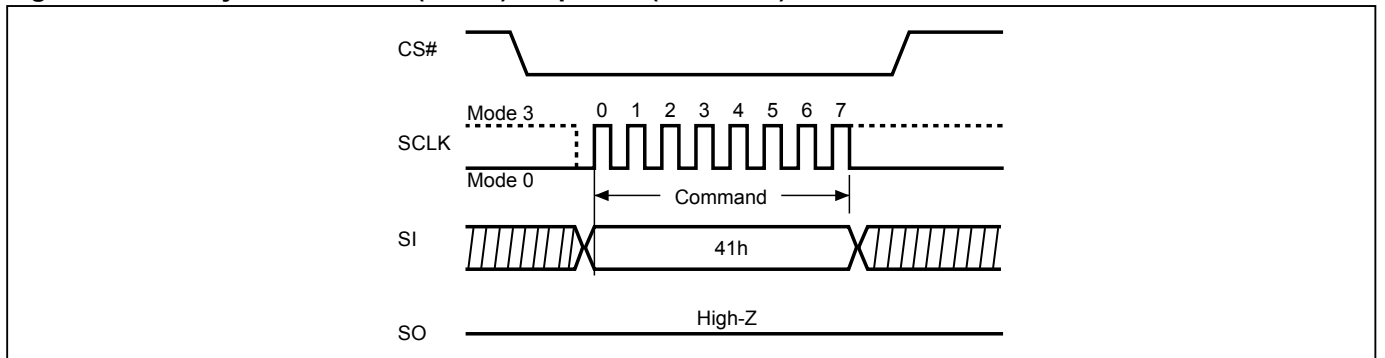 CS#
Mode 3
0 1 2 3 4 5 6 7
SCLK
Mode 0
Command
SI
41h
High-Z
SO